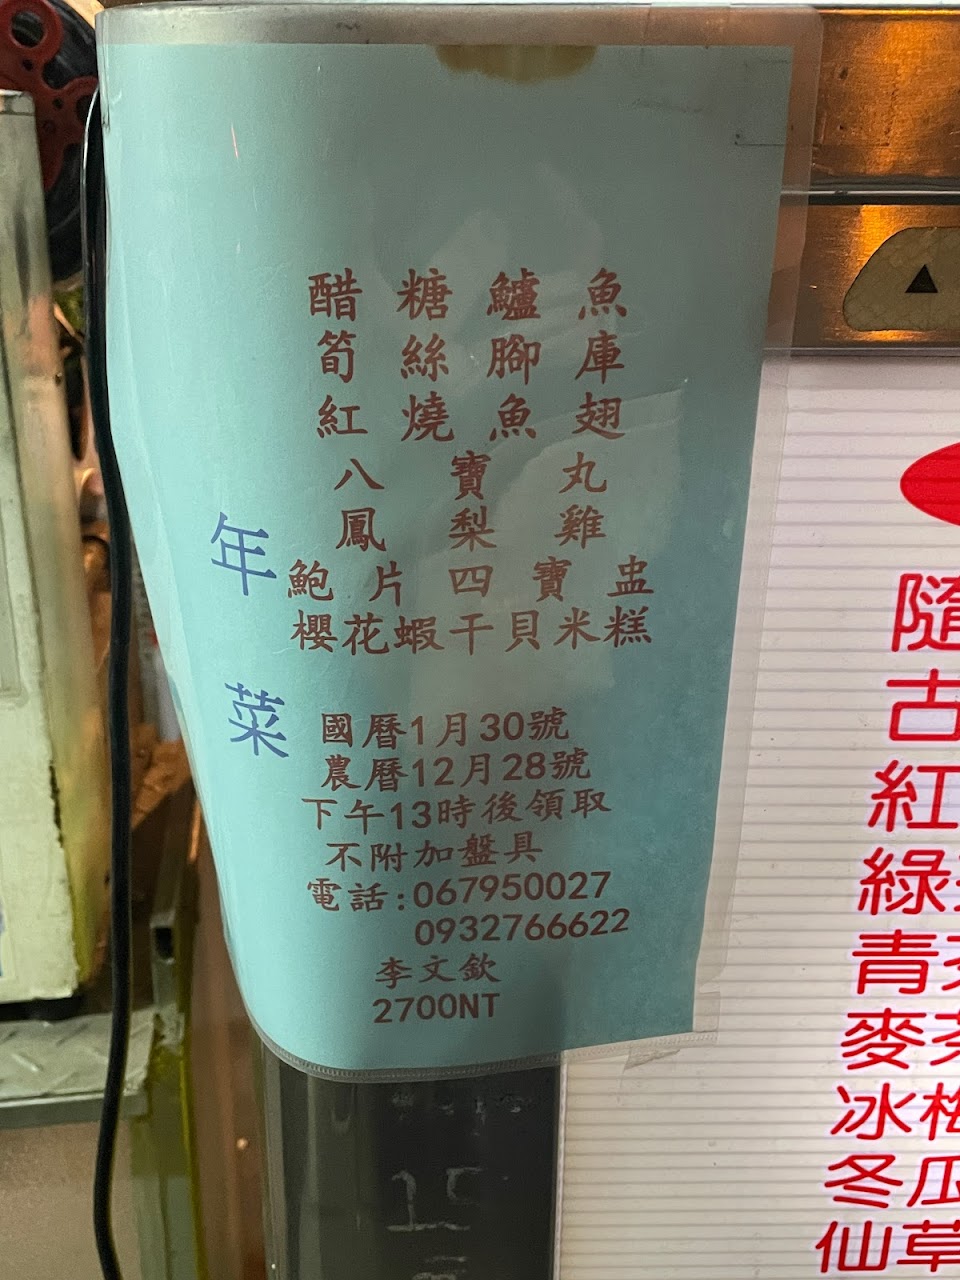 年菜
醋糖鱸魚
筍絲腳庫
紅燒魚翅
八寶丸
鳳梨雞
鮑片四寶盅
櫻花蝦干貝米糕
國曆1月30號
農曆12月28號
下午13時後領取
不附加盤具
電話:067950027
0932766622
李文欽
2700NT
隨
古
紅
綠
青
麥
冰梅
冬瓜
仙草